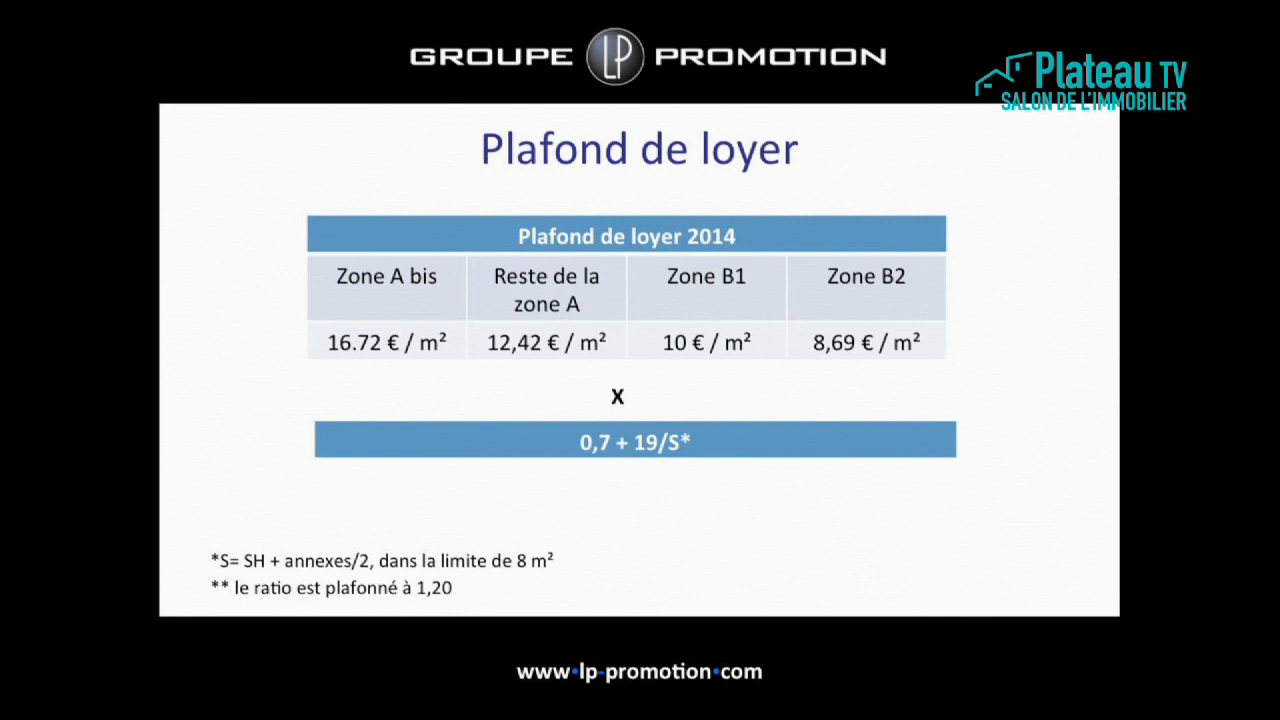 GROUPE LP PROMOTION
Plateau TV
SALON DE L'IMMOBILIER
Plafond de loyer
Plafond de loyer 2014
Zone A bis
Reste de la
zone A
Zone B1
Zone B2
16.72 € / m²
12,42 € / m²
10 € / m²
8,69 € / m²
X
0,7 + 19/S*
*S= SH + annexes/2, dans la limite de 8 m²
** le ratio est plafonné à 1,20
www•lp-promotion•com